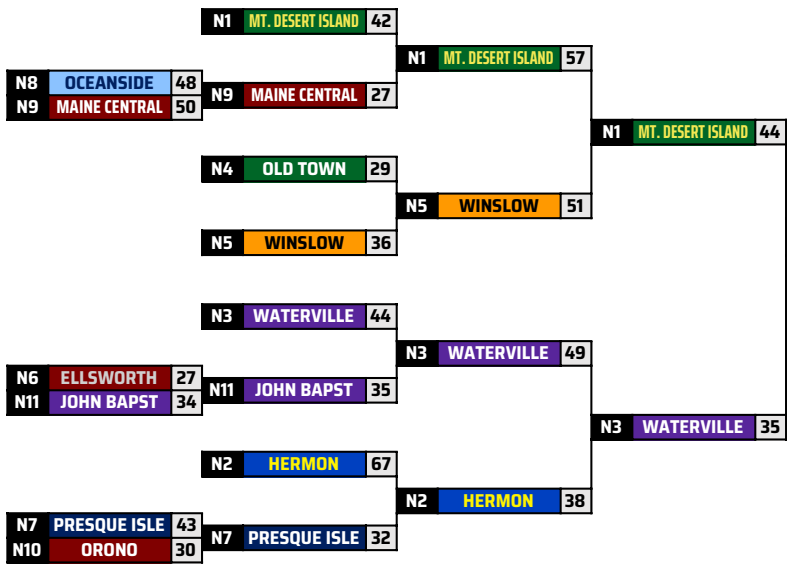 N1 MT. DESERT ISLAND 42
N1 MT. DESERT ISLAND 57
N8 OCEANSIDE 48
N9 MAINE CENTRAL 50
N9 MAINE CENTRAL 27
N1 MT. DESERT ISLAND 44
N4 OLD TOWN 29
N5 WINSLOW 51
N5 WINSLOW 36
N3 WATERVILLE 44
N3 WATERVILLE 49
N6 ELLSWORTH 27
N11 JOHN BAPST 34
N11 JOHN BAPST 35
N3 WATERVILLE 35
N2 HERMON 67
N2 HERMON 38
N7 PRESQUE ISLE 43
N10 ORONO 30
N7 PRESQUE ISLE 32